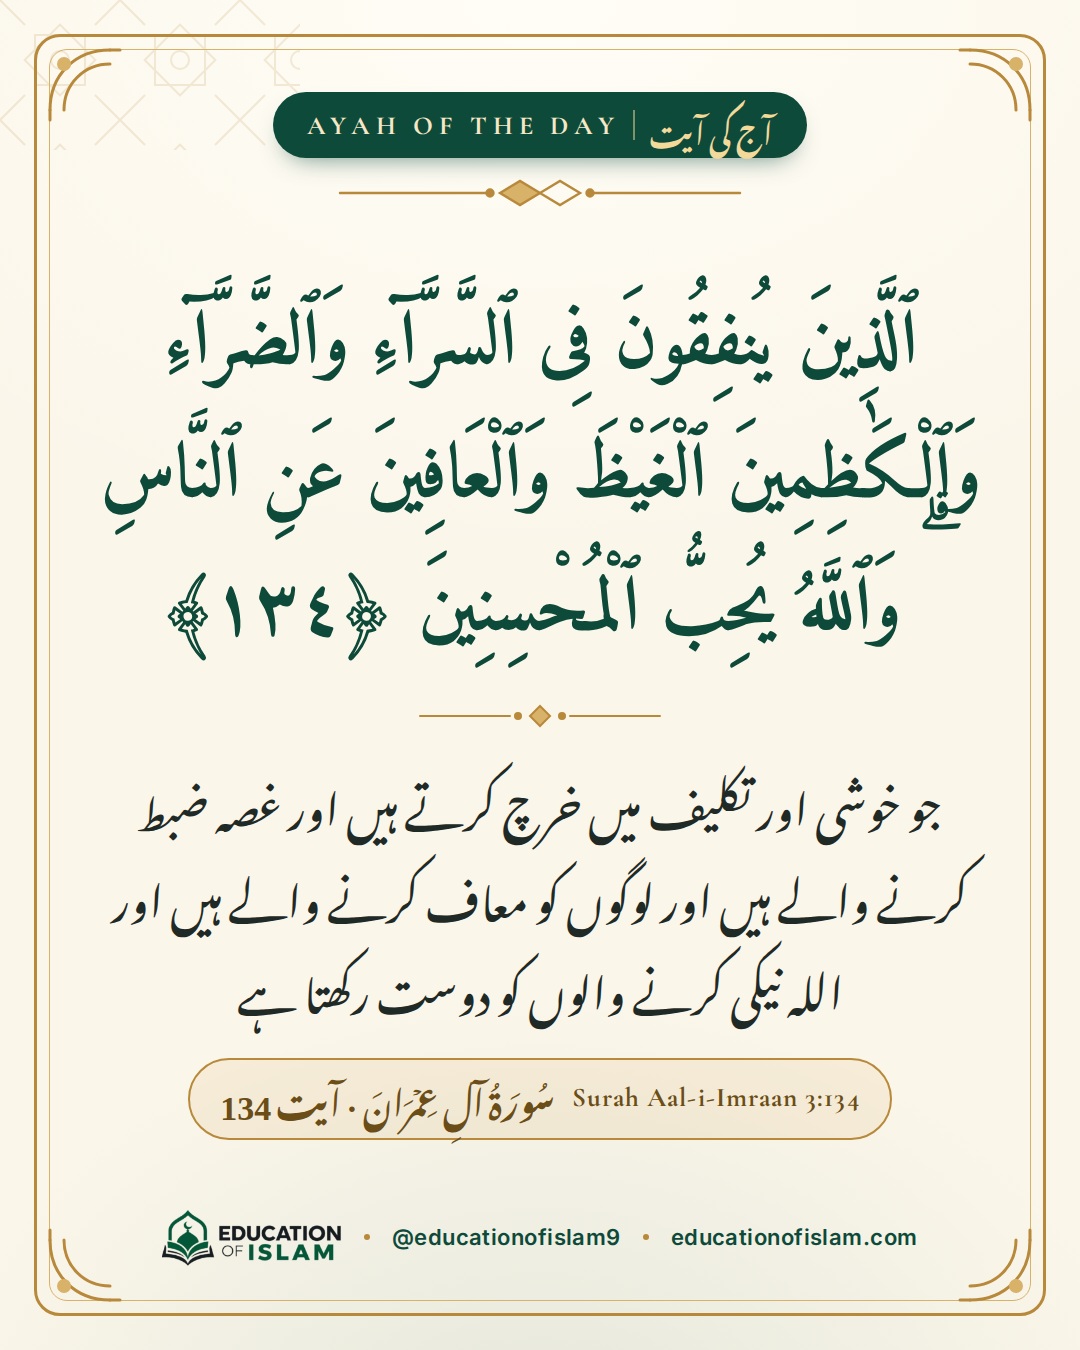 AYAH OF THE DAY | آج کی آیت
ٱلَّذِينَ يُنفِقُونَ فِى ٱلسَّرَّآءِ وَٱلضَّرَّآءِ
وَٱلْكَـٰظِمِينَ ٱلْغَيْظَ وَٱلْعَافِينَ عَنِ ٱلنَّاسِ ۗ
وَٱللَّهُ يُحِبُّ ٱلْمُحْسِنِينَ ﴿١٣٤﴾
جو خوشی اور تکلیف میں خرچ کرتے ہیں اور غصہ ضبط
کرنے والے ہیں اور لوگوں کو معاف کرنے والے ہیں اور
الله نیکی کرنے والوں کو دوست رکھتا ہے
سُورَةُ آلِ عِمۡرَانَ · آیت 134 Surah Aal-i-Imraan 3:134
EDUCATION OF ISLAM • @educationofislam9 • educationofislam.com